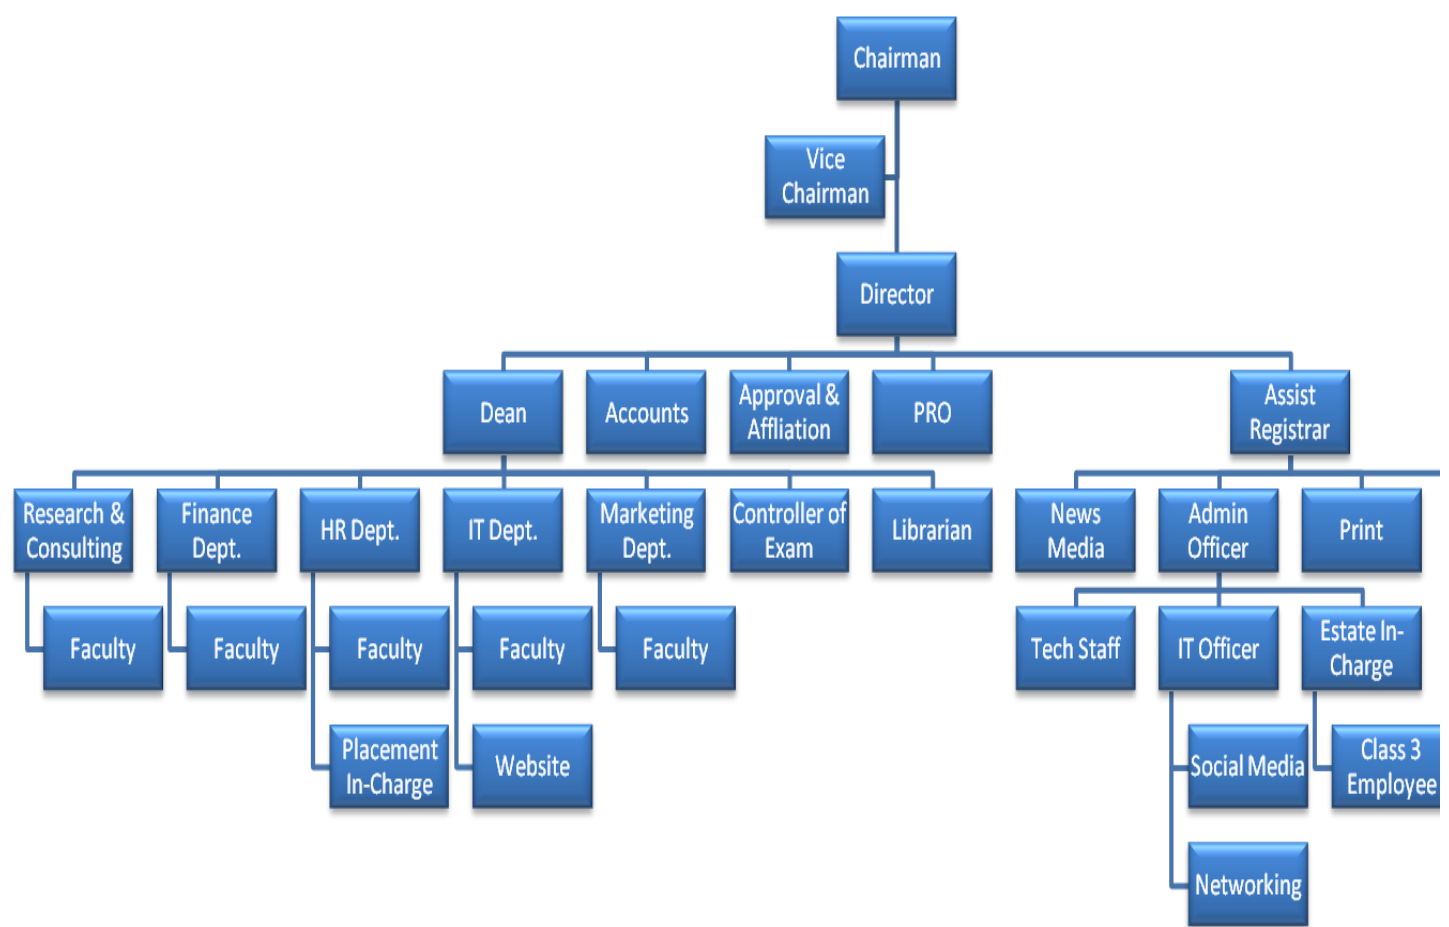 Chairman
Vice
Chairman
Director
Dean
Accounts
Approval &
Affliation
PRO
Assist
Registrar
Research &
Consulting
Finance
Dept.
HR Dept.
IT Dept.
Marketing
Dept.
Controller of
Exam
Librarian
News
Media
Admin
Officer
Print
Faculty
Faculty
Faculty
Faculty
Faculty
Tech Staff
IT Officer
Estate In-
Charge
Placement
In-Charge
Website
Social Media
Class 3
Employee
Networking